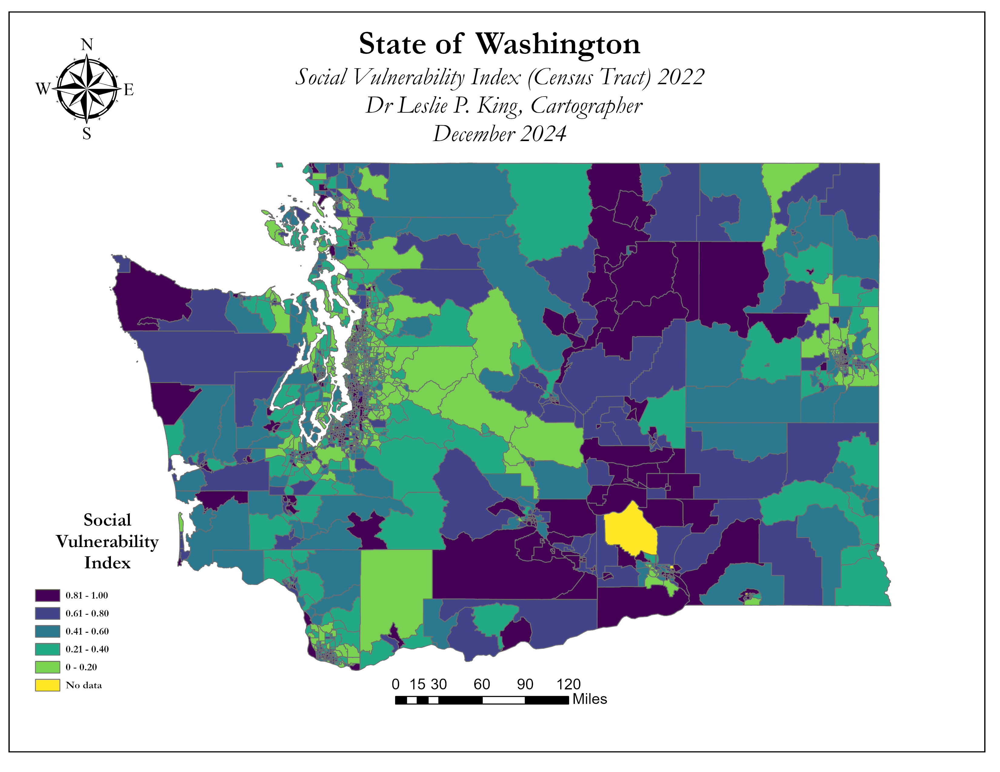 State of Washington
Social Vulnerability Index (Census Tract) 2022
Dr Leslie P. King, Cartographer
December 2024
N
W E
S
Social
Vulnerability
Index
0.81 - 1.00
0.61 - 0.80
0.41 - 0.60
0.21 - 0.40
0 - 0.20
No data
0 15 30 60 90 120
Miles